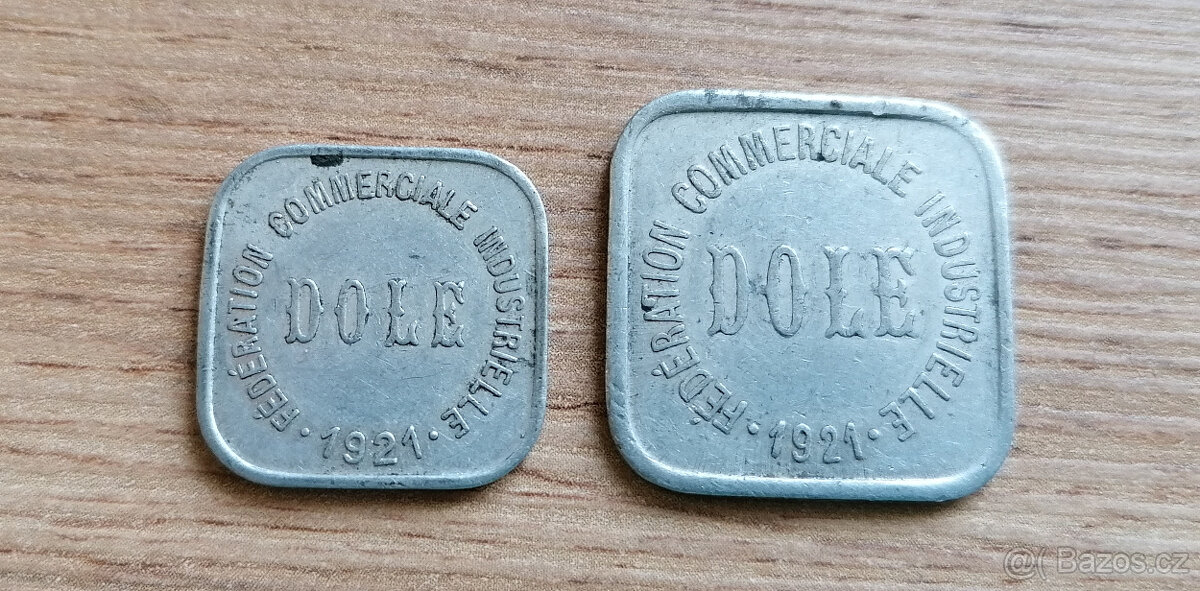 FÉDÉRATION COMMERCIALE INDUSTRIELLE
DOLE
· 1921 ·
FÉDÉRATION COMMERCIALE INDUSTRIELLE
DOLE
· 1921 ·
@( Bazos.cz